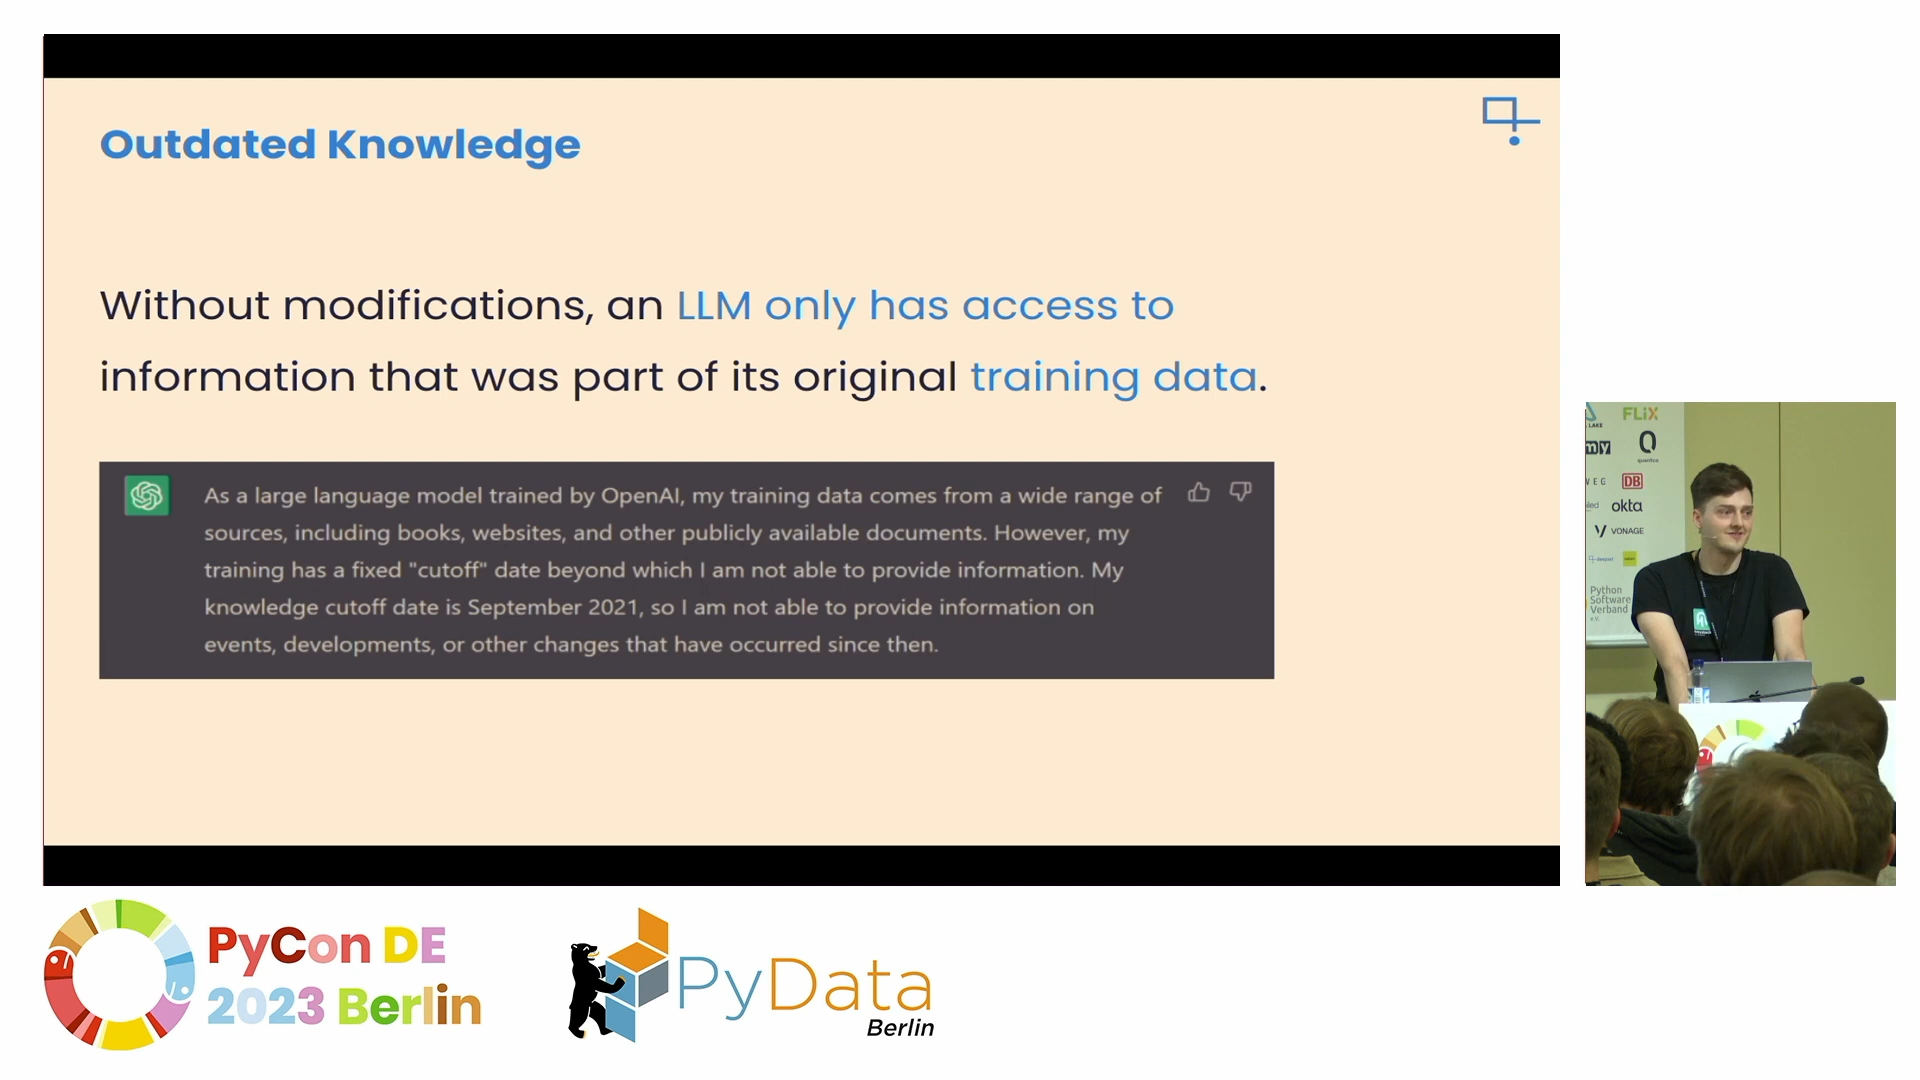 Outdated Knowledge
Without modifications, an LLM only has access to
information that was part of its original training data.
As a large language model trained by OpenAI, my training data comes from a wide range of
sources, including books, websites, and other publicly available documents. However, my
training has a fixed "cutoff" date beyond which I am not able to provide information. My
knowledge cutoff date is September 2021, so I am not able to provide information on
events, developments, or other changes that have occurred since then.
FLiX
LAKE
my
quantco
WEG
DB
okta
VONAGE
Python
Software
Verband
e.V.
PyCon DE
2023 Berlin
PyData
Berlin